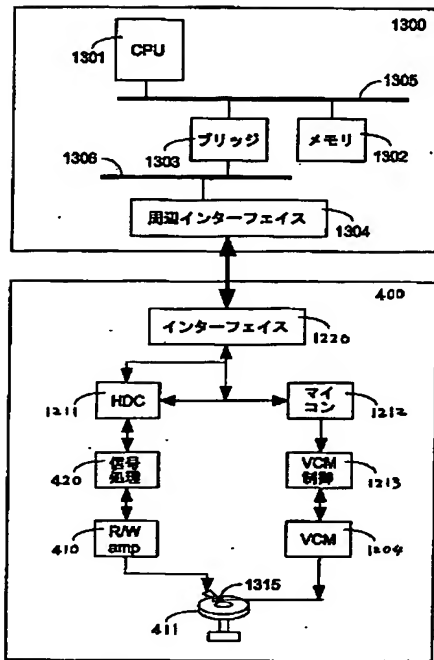 1300
CPU
1301
1305
1306
1303
ブリッジ
メモリ
1302
周辺インターフェイス
1304
400
インターフェイス
1220
1211
HDC
マイ
コン
1212
420
信号
処理
VCM
制御
1213
410
R/W
amp
VCM
1204
1315
411